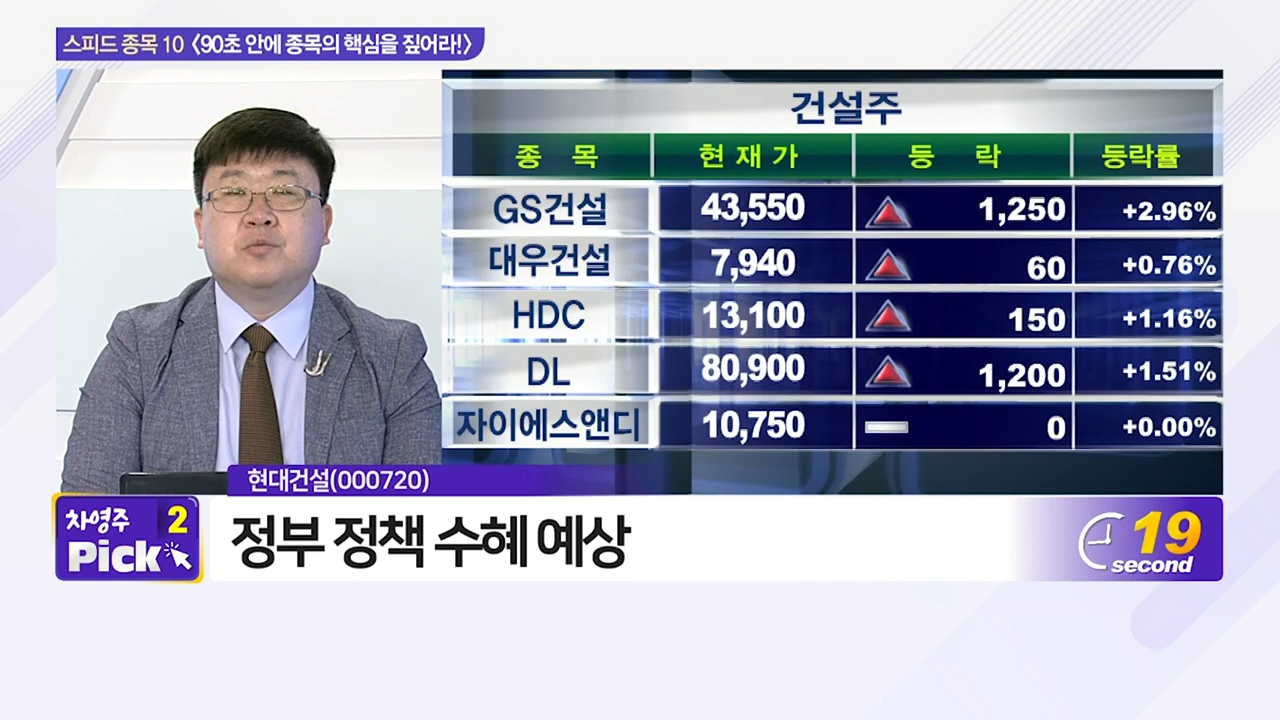 스피드 종목 10 <90초 안에 종목의 핵심을 짚어라!>
건설주
종 목 현 재 가 등 락 등락률
GS건설 43,550 ▲ 1,250 +2.96%
대우건설 7,940 ▲ 60 +0.76%
HDC 13,100 ▲ 150 +1.16%
DL 80,900 ▲ 1,200 +1.51%
자이에스앤디 10,750 0 +0.00%
현대건설(000720)
차영주 2
Pick
정부 정책 수혜 예상
19
second